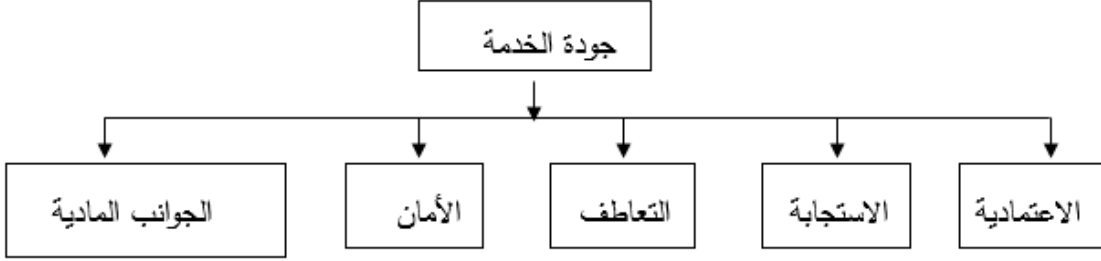 جودة الخدمة
الاعتمادية
الاستجابة
التعاطف
الأمان
الجوانب المادية